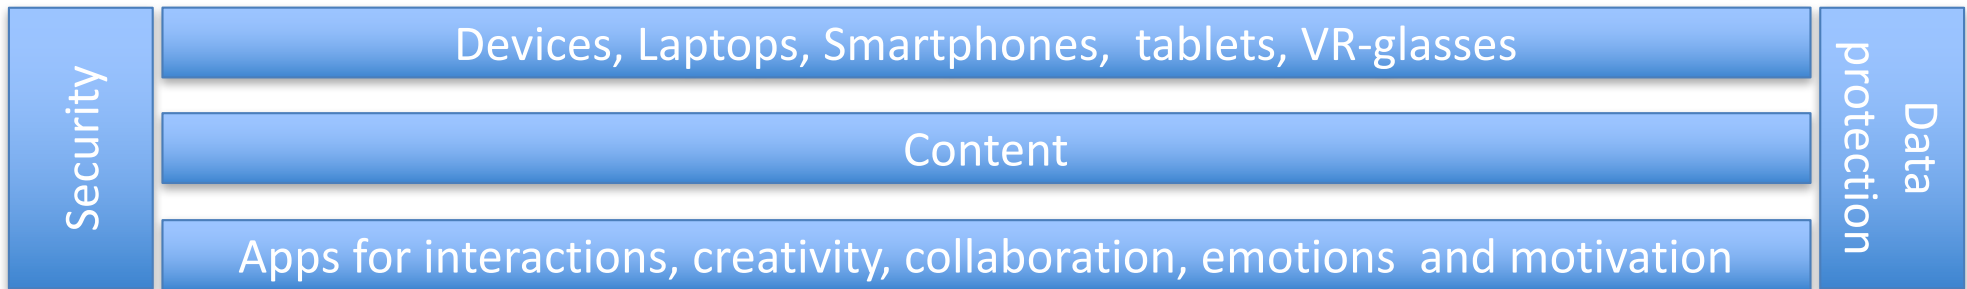 Security
Devices, Laptops, Smartphones,  tablets, VR-glasses
Content
Apps for interactions, creativity, collaboration, emotions  and motivation
Data
protection